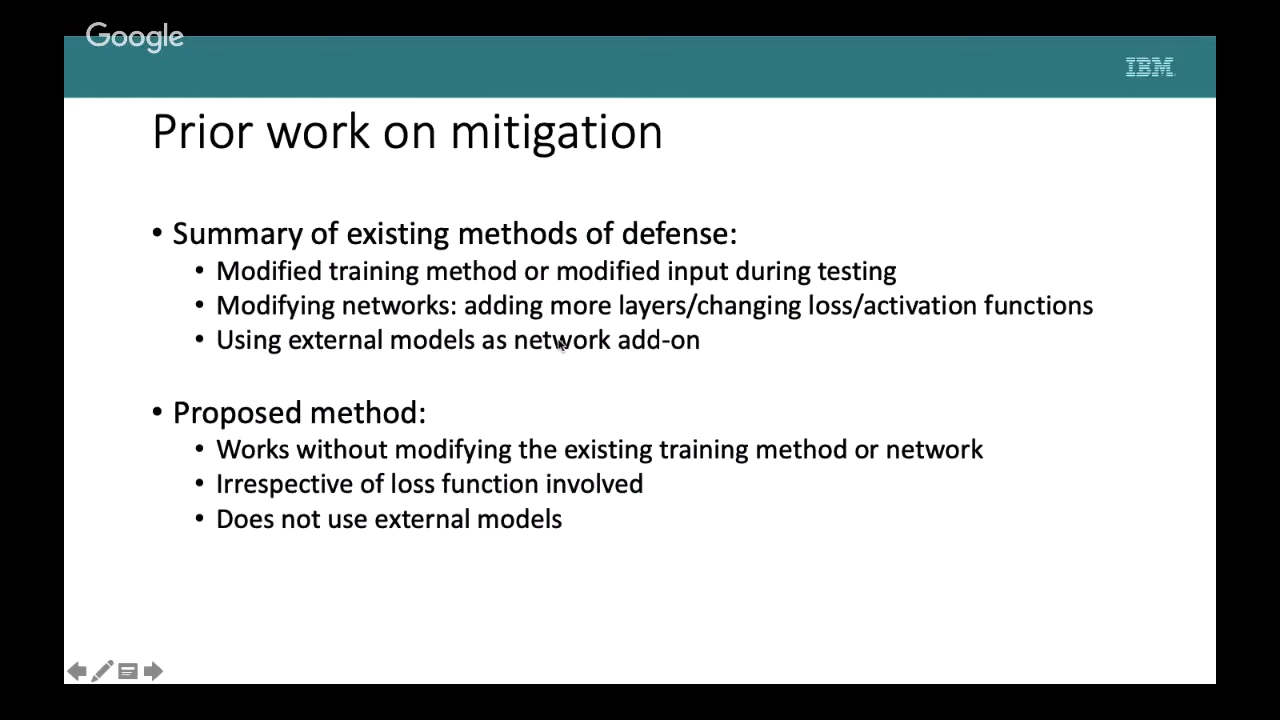 Google
IBM
Prior work on mitigation
• Summary of existing methods of defense:
• Modified training method or modified input during testing
• Modifying networks: adding more layers/changing loss/activation functions
• Using external models as network add-on
• Proposed method:
• Works without modifying the existing training method or network
• Irrespective of loss function involved
• Does not use external models